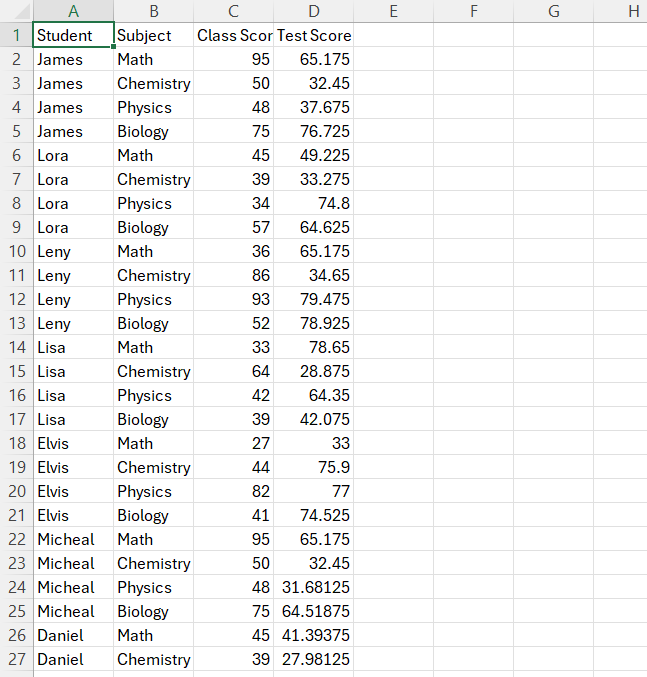 A B C D E F G H
1 Student Subject Class Scor Test Score
2 James Math 95 65.175
3 James Chemistry 50 32.45
4 James Physics 48 37.675
5 James Biology 75 76.725
6 Lora Math 45 49.225
7 Lora Chemistry 39 33.275
8 Lora Physics 34 74.8
9 Lora Biology 57 64.625
10 Leny Math 36 65.175
11 Leny Chemistry 86 34.65
12 Leny Physics 93 79.475
13 Leny Biology 52 78.925
14 Lisa Math 33 78.65
15 Lisa Chemistry 64 28.875
16 Lisa Physics 42 64.35
17 Lisa Biology 39 42.075
18 Elvis Math 27 33
19 Elvis Chemistry 44 75.9
20 Elvis Physics 82 77
21 Elvis Biology 41 74.525
22 Micheal Math 95 65.175
23 Micheal Chemistry 50 32.45
24 Micheal Physics 48 31.68125
25 Micheal Biology 75 64.51875
26 Daniel Math 45 41.39375
27 Daniel Chemistry 39 27.98125